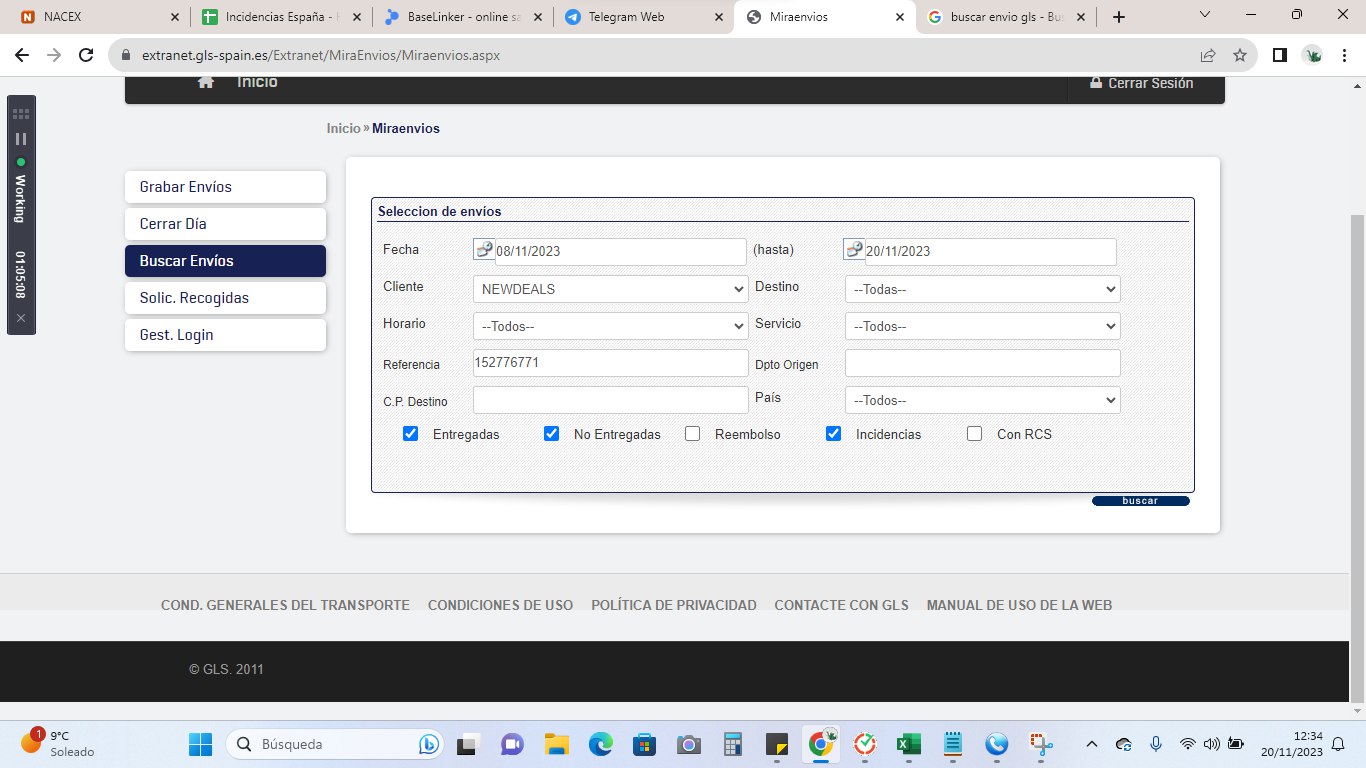 NACEX
Incidencias España -
BaseLinker - online sa
Telegram Web
Miraenvios
buscar envio gls - Bu
extranet.gls-spain.es/Extranet/MiraEnvios/Miraenvios.aspx
Inicio
Cerrar Sesión
Inicio » Miraenvios
Working
01:05:08
Grabar Envíos
Cerrar Día
Buscar Envíos
Solic. Recogidas
Gest. Login
Seleccion de envíos
Fecha 08/11/2023 (hasta) 20/11/2023
Cliente NEWDEALS Destino --Todas--
Horario --Todos-- Servicio --Todos--
Referencia 152776771 Dpto Origen
C.P. Destino País --Todos--
Entregadas No Entregadas Reembolso Incidencias Con RCS
buscar
COND. GENERALES DEL TRANSPORTE CONDICIONES DE USO POLÍTICA DE PRIVACIDAD CONTACTE CON GLS MANUAL DE USO DE LA WEB
© GLS. 2011
1
9°C
Soleado
Búsqueda
12:34
20/11/2023